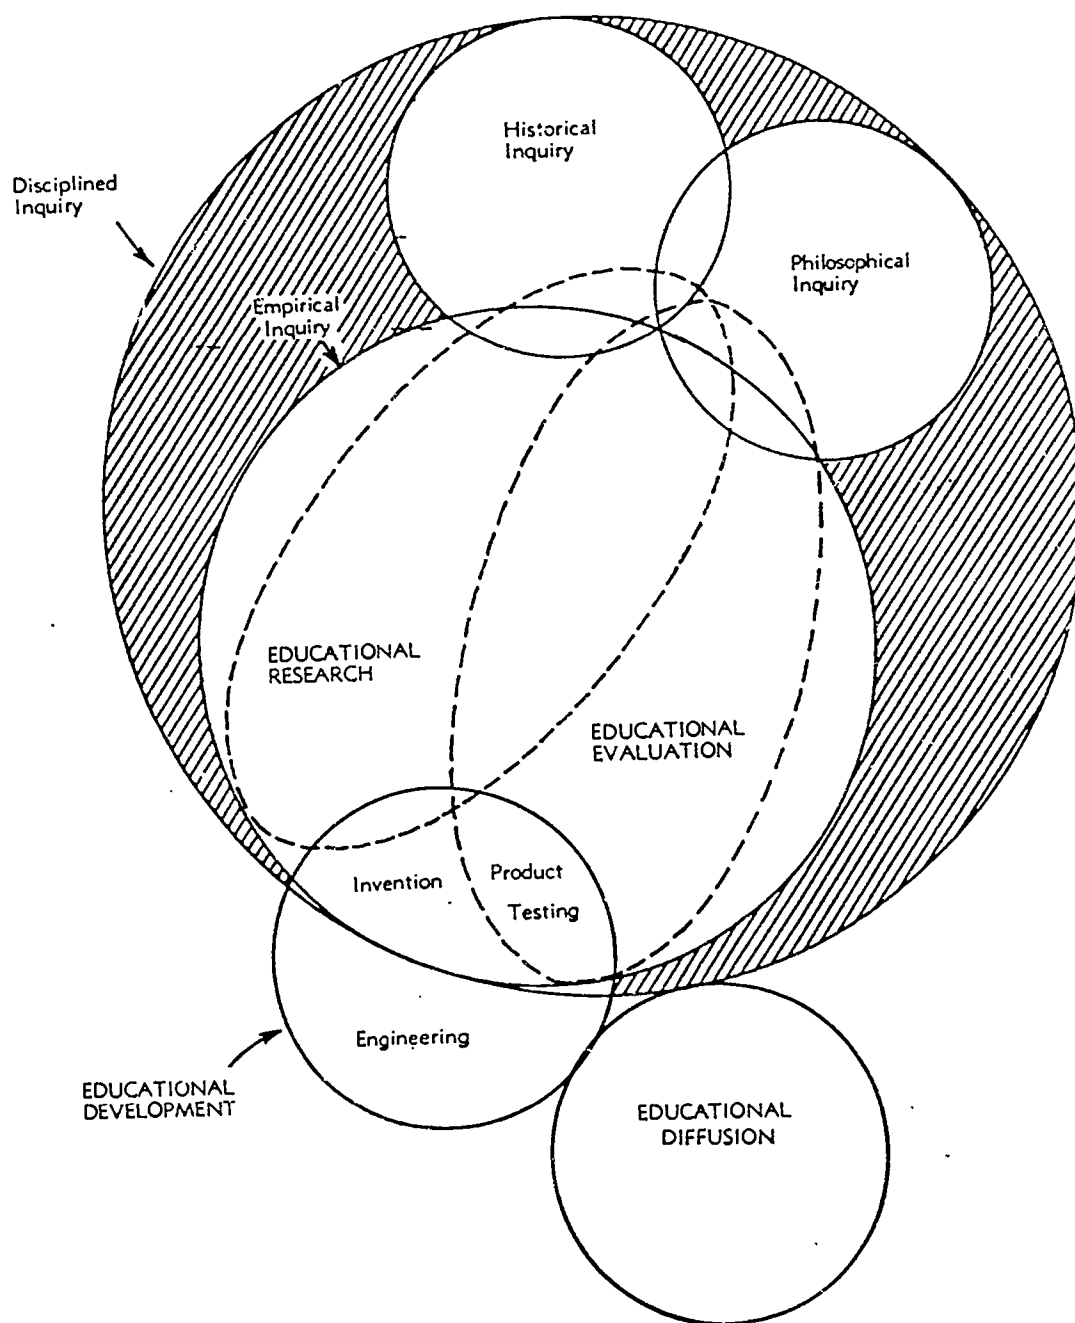 Historical
Inquiry
Disciplined
Inquiry
Philosophical
Inquiry
Empirical
Inquiry
EDUCATIONAL
RESEARCH
EDUCATIONAL
EVALUATION
Invention
Product
Testing
Engineering
EDUCATIONAL
DEVELOPMENT
EDUCATIONAL
DIFFUSION